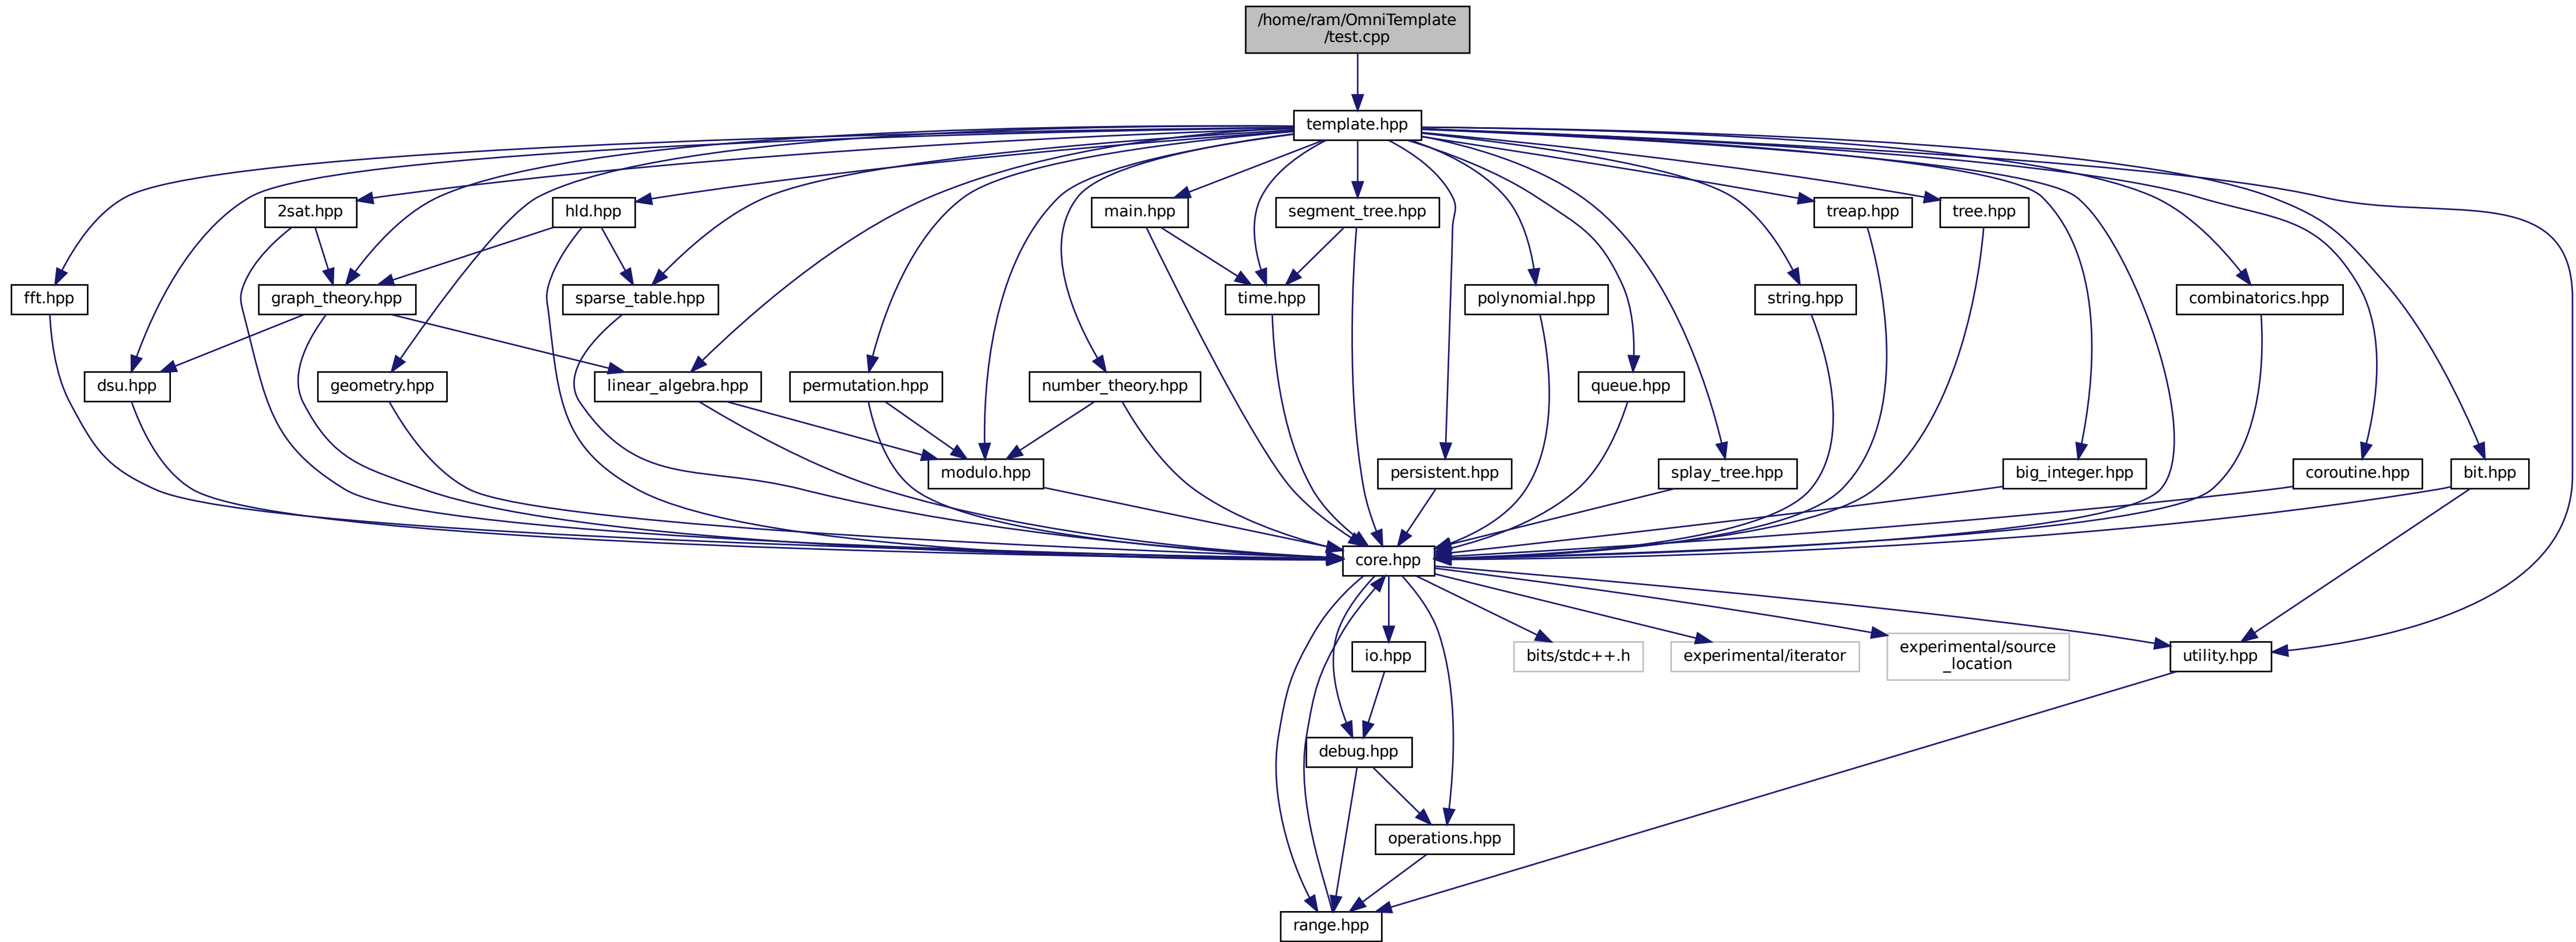 /home/ram/OmniTemplate
/test.cpp
template.hpp
2sat.hpp
hld.hpp
main.hpp
segment_tree.hpp
treap.hpp
tree.hpp
fft.hpp
graph_theory.hpp
sparse_table.hpp
time.hpp
polynomial.hpp
string.hpp
combinatorics.hpp
dsu.hpp
geometry.hpp
linear_algebra.hpp
permutation.hpp
number_theory.hpp
queue.hpp
modulo.hpp
persistent.hpp
splay_tree.hpp
big_integer.hpp
coroutine.hpp
bit.hpp
core.hpp
io.hpp
bits/stdc++.h
experimental/iterator
experimental/source
_location
utility.hpp
debug.hpp
operations.hpp
range.hpp